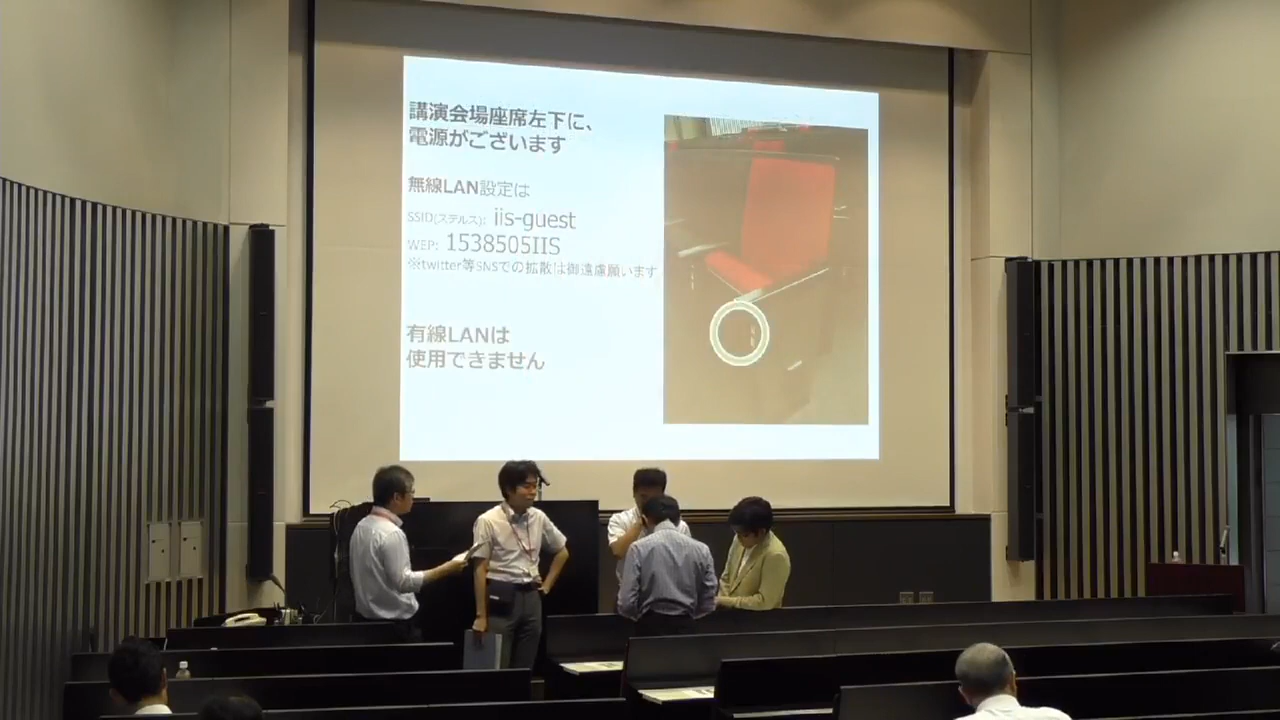 講演会場座席左下に、
電源がございます
無線LAN設定は
SSID(ステルス): iis-guest
WEP: 1538505IIS
※twitter等SNSでの拡散は御遠慮願います
有線LANは
使用できません